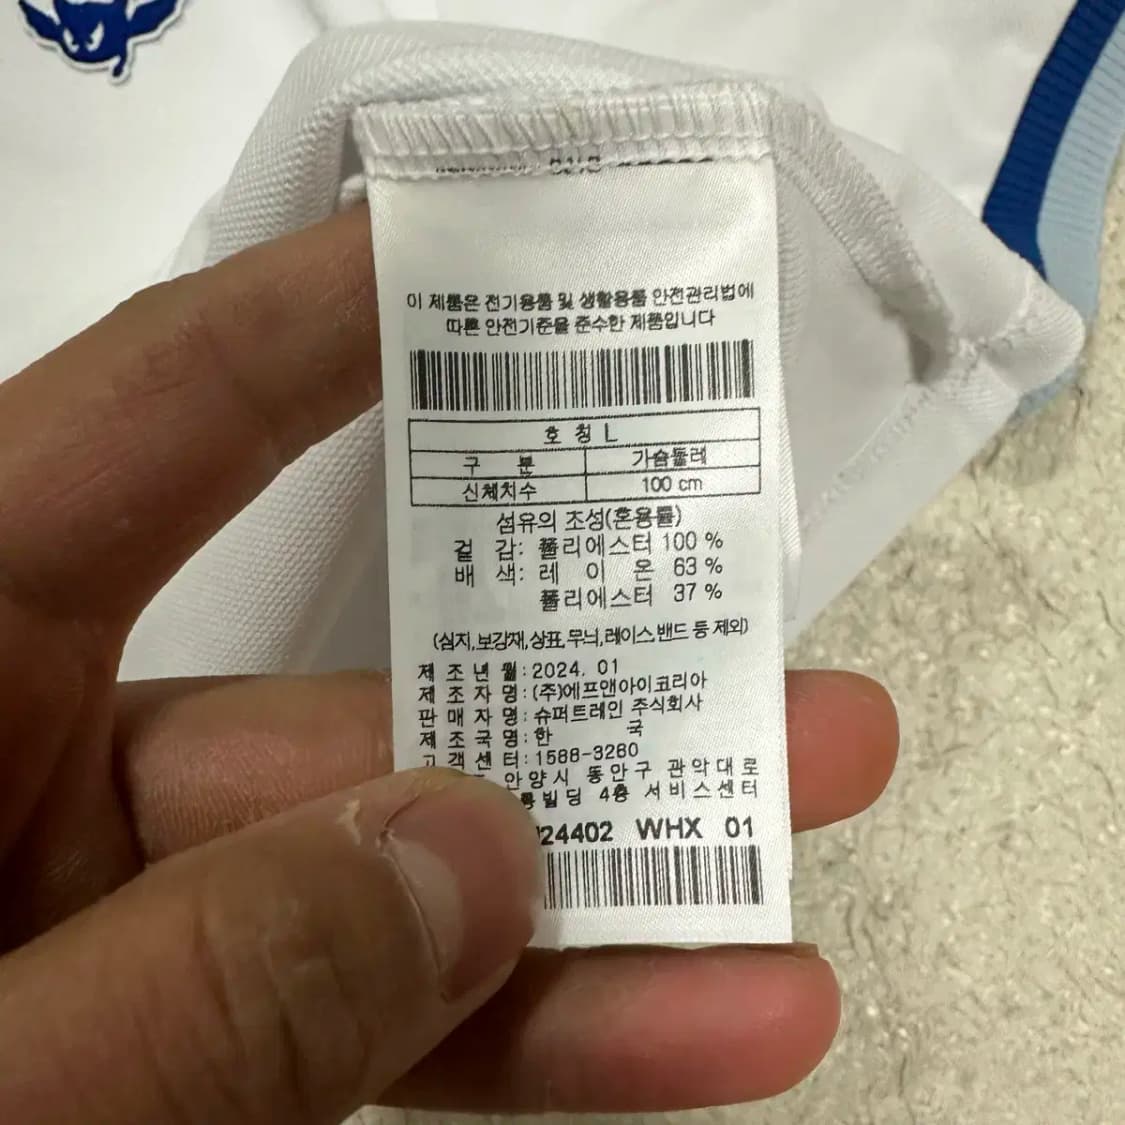 이 제품은 전기용품 및 생활용품 안전관리법에
따른 안전기준을 준수한 제품입니다
호 칭 L
구 분 가슴둘레
신체치수 100 cm
섬유의 조성(혼용률)
겉 감: 폴리에스터 100 %
배 색: 레 이 온 63 %
폴리에스터 37 %
(심지,보강재,상표,무늬,레이스,밴드 등 제외)
제 조 년 월 : 2024. 01
제 조 자 명 : (주)에프앤아이코리아
판 매 자 명 : 슈퍼트레인 주식회사
제 조 국 명 : 한 국
고 객 센 터 : 1588-3280
안양시 동안구 관악대로
빌딩 4층 서비스센터
24402 WHX 01